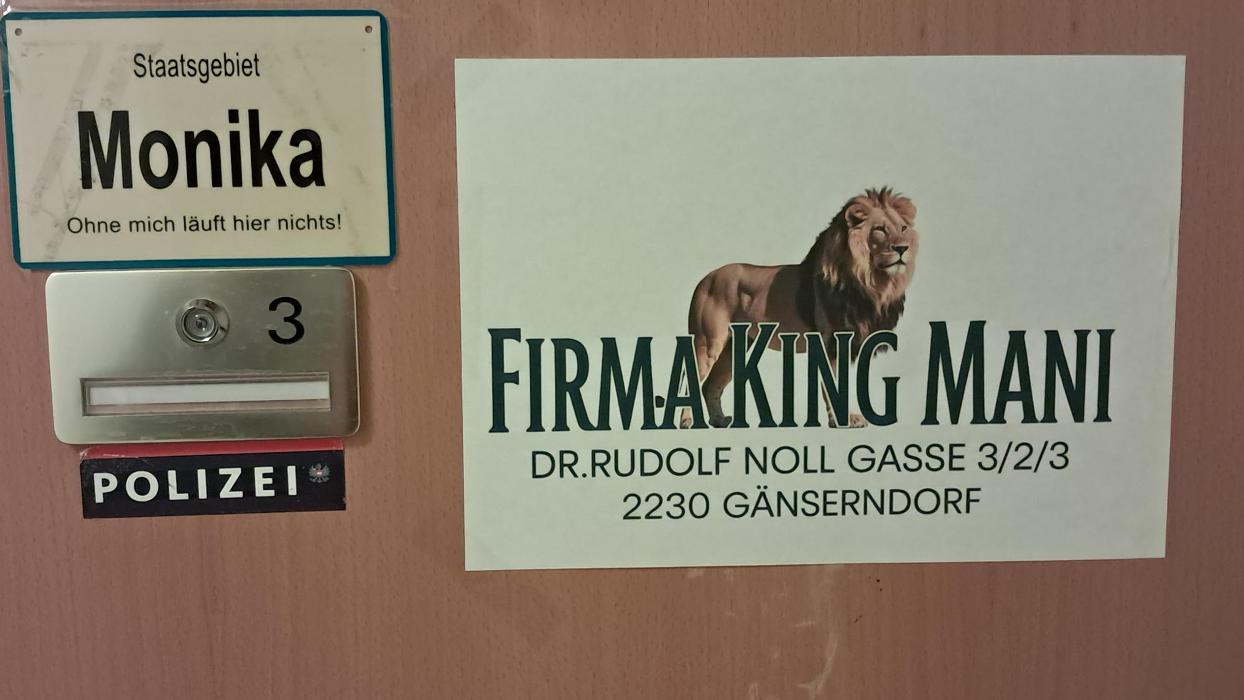 Staatsgebiet
Monika
Ohne mich läuft hier nichts!
3
POLIZEI
FIRMA KING MANI
DR.RUDOLF NOLL GASSE 3/2/3
2230 GÄNSERNDORF